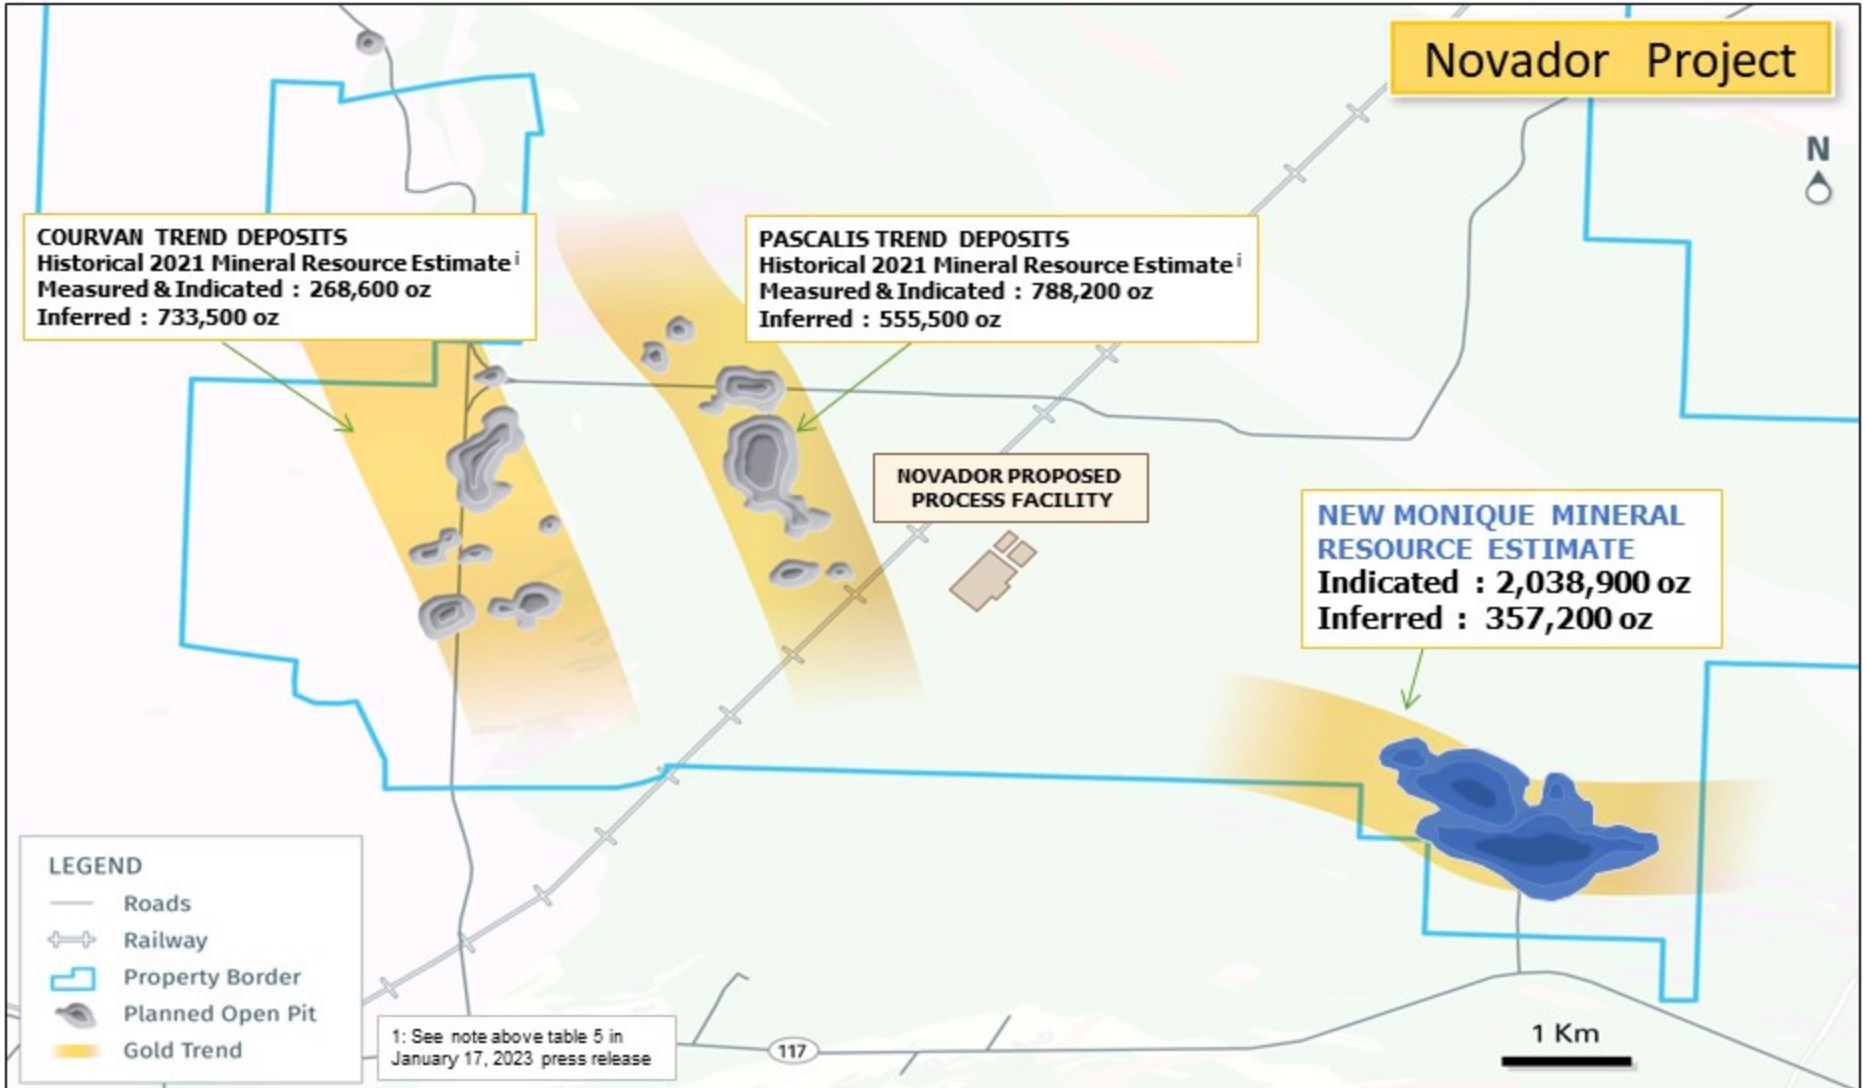 Novador Project
N
COURVAN TREND DEPOSITS
Historical 2021 Mineral Resource Estimate i
Measured & Indicated : 268,600 oz
Inferred : 733,500 oz
PASCALIS TREND DEPOSITS
Historical 2021 Mineral Resource Estimate i
Measured & Indicated : 788,200 oz
Inferred : 555,500 oz
NOVADOR PROPOSED
PROCESS FACILITY
NEW MONIQUE MINERAL
RESOURCE ESTIMATE
Indicated : 2,038,900 oz
Inferred : 357,200 oz
LEGEND
Roads
Railway
Property Border
Planned Open Pit
Gold Trend
1: See note above table 5 in
January 17, 2023 press release
117
1 Km